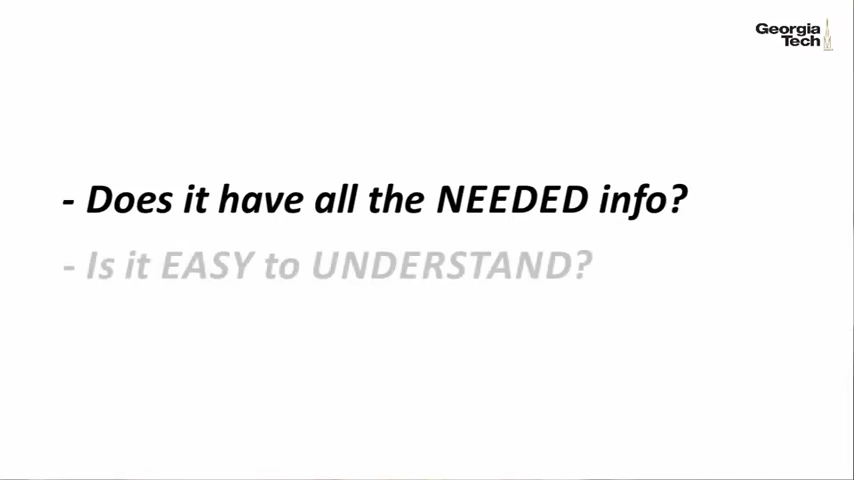 Georgia
Tech
- Does it have all the NEEDED info?
- Is it EASY to UNDERSTAND?